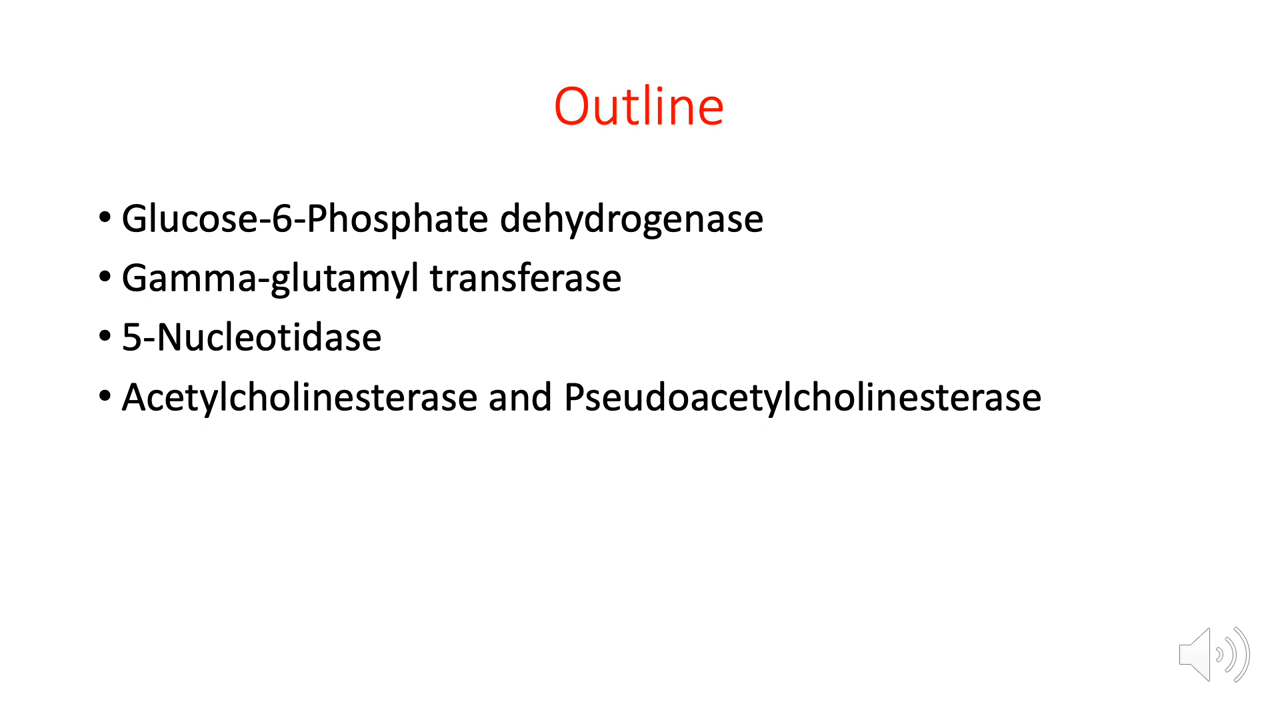 Outline
• Glucose-6-Phosphate dehydrogenase
• Gamma-glutamyl transferase
• 5-Nucleotidase
• Acetylcholinesterase and Pseudoacetylcholinesterase